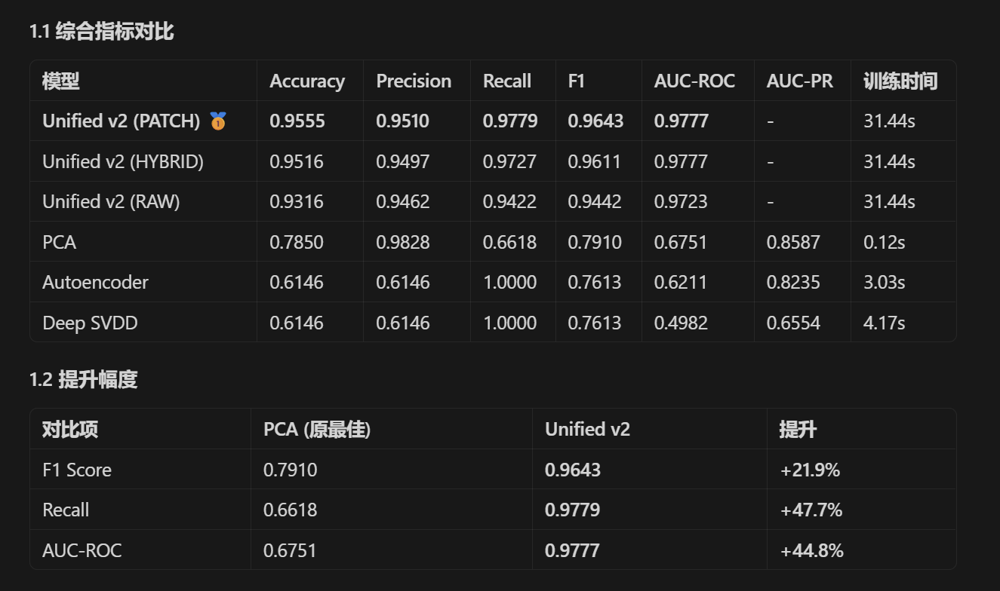 1.1 综合指标对比
模型 Accuracy Precision Recall F1 AUC-ROC AUC-PR 训练时间
Unified v2 (PATCH) 🥇 0.9555 0.9510 0.9779 0.9643 0.9777 - 31.44s
Unified v2 (HYBRID) 0.9516 0.9497 0.9727 0.9611 0.9777 - 31.44s
Unified v2 (RAW) 0.9316 0.9462 0.9422 0.9442 0.9723 - 31.44s
PCA 0.7850 0.9828 0.6618 0.7910 0.6751 0.8587 0.12s
Autoencoder 0.6146 0.6146 1.0000 0.7613 0.6211 0.8235 3.03s
Deep SVDD 0.6146 0.6146 1.0000 0.7613 0.4982 0.6554 4.17s
1.2 提升幅度
对比项 PCA (原最佳) Unified v2 提升
F1 Score 0.7910 0.9643 +21.9%
Recall 0.6618 0.9779 +47.7%
AUC-ROC 0.6751 0.9777 +44.8%